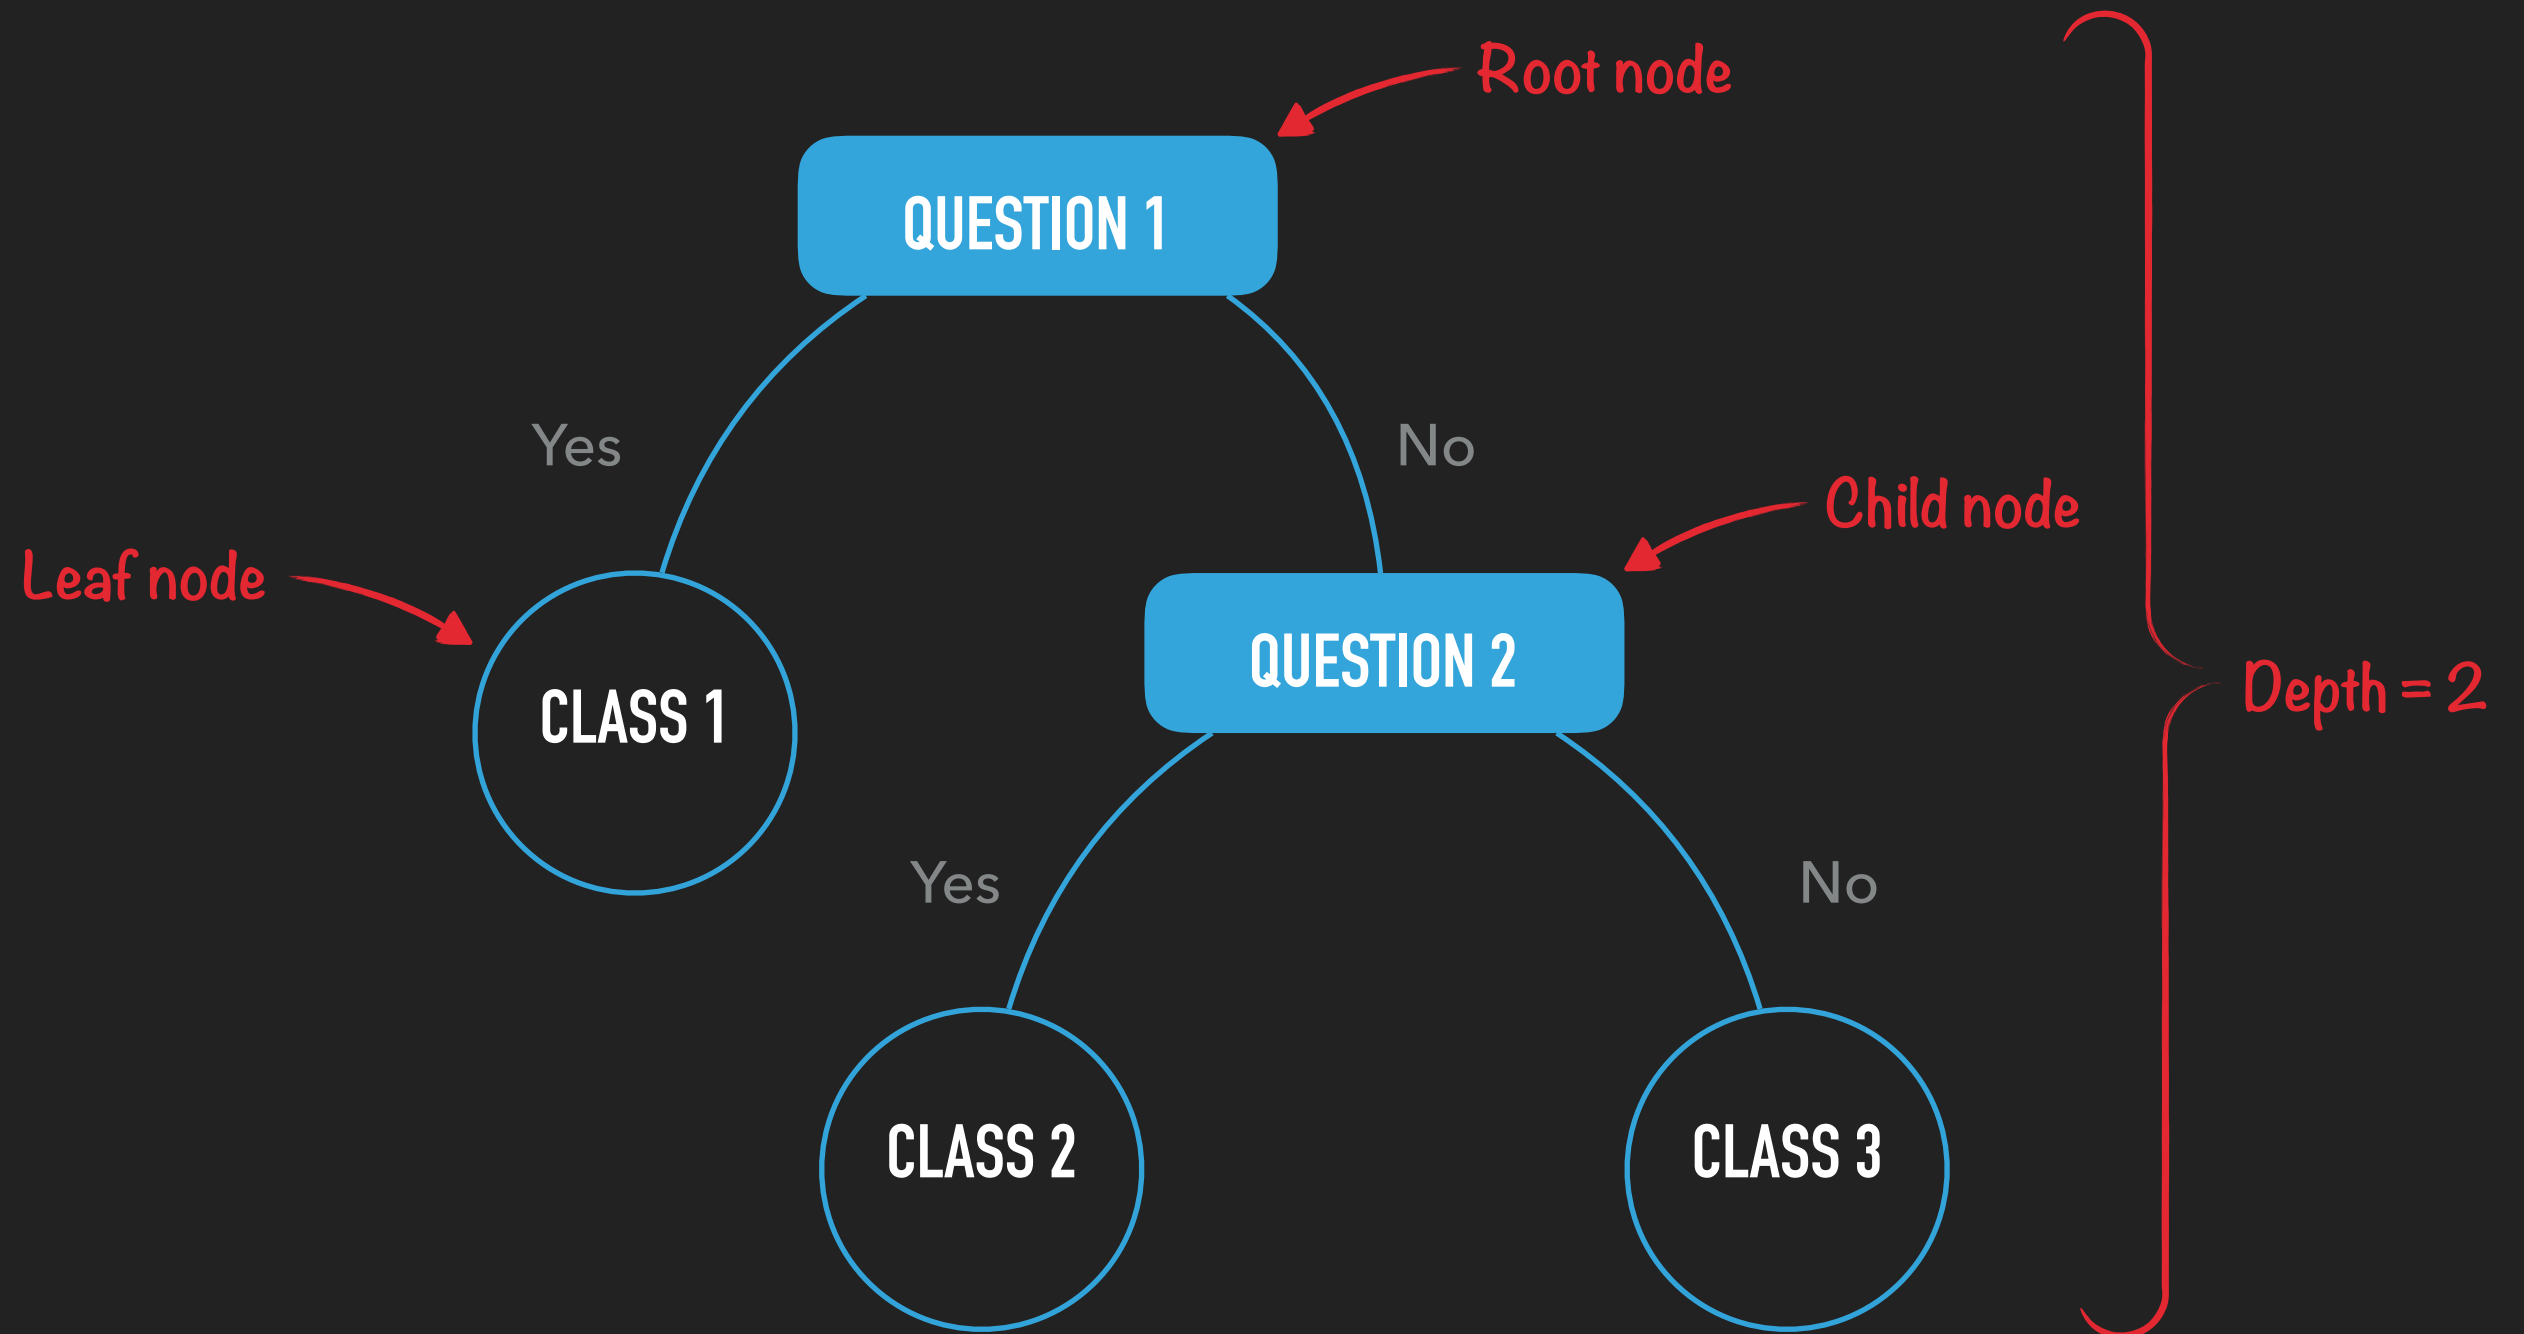 Root node
QUESTION 1
Yes
No
Child node
Leaf node
QUESTION 2
Depth = 2
CLASS 1
Yes
No
CLASS 2
CLASS 3